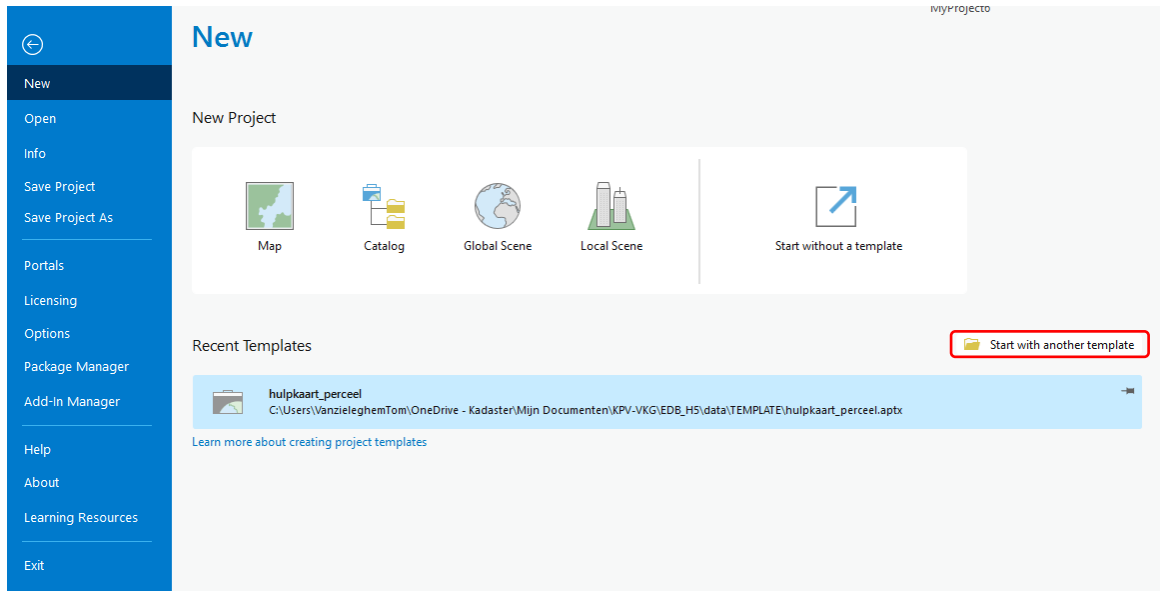 MyProject6
New
New
Open
Info
Save Project
Save Project As
Portals
Licensing
Options
Package Manager
Add-In Manager
Help
About
Learning Resources
Exit
New Project
Map
Catalog
Global Scene
Local Scene
Start without a template
Recent Templates
Start with another template
hulpkaart_perceel
C:\Users\VanzieleghemTom\OneDrive - Kadaster\Mijn Documenten\KPV-VKG\EDB_H5\data\TEMPLATE\hulpkaart_perceel.aptx
Learn more about creating project templates